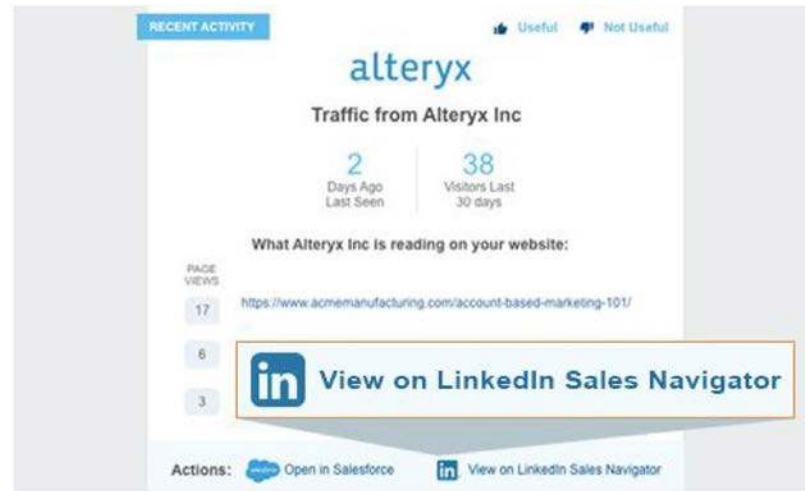 RECENT ACTIVITY
Useful Not Useful
alteryx
Traffic from Alteryx Inc
2 38
Days Ago Visitors Last
Last Seen 30 days
What Alteryx Inc is reading on your website:
PAGE
VIEWS
17 https://www.acmemanufacturing.com/account-based-marketing-101/
6
in View on LinkedIn Sales Navigator
3
Actions: Open in Salesforce in View on LinkedIn Sales Navigator